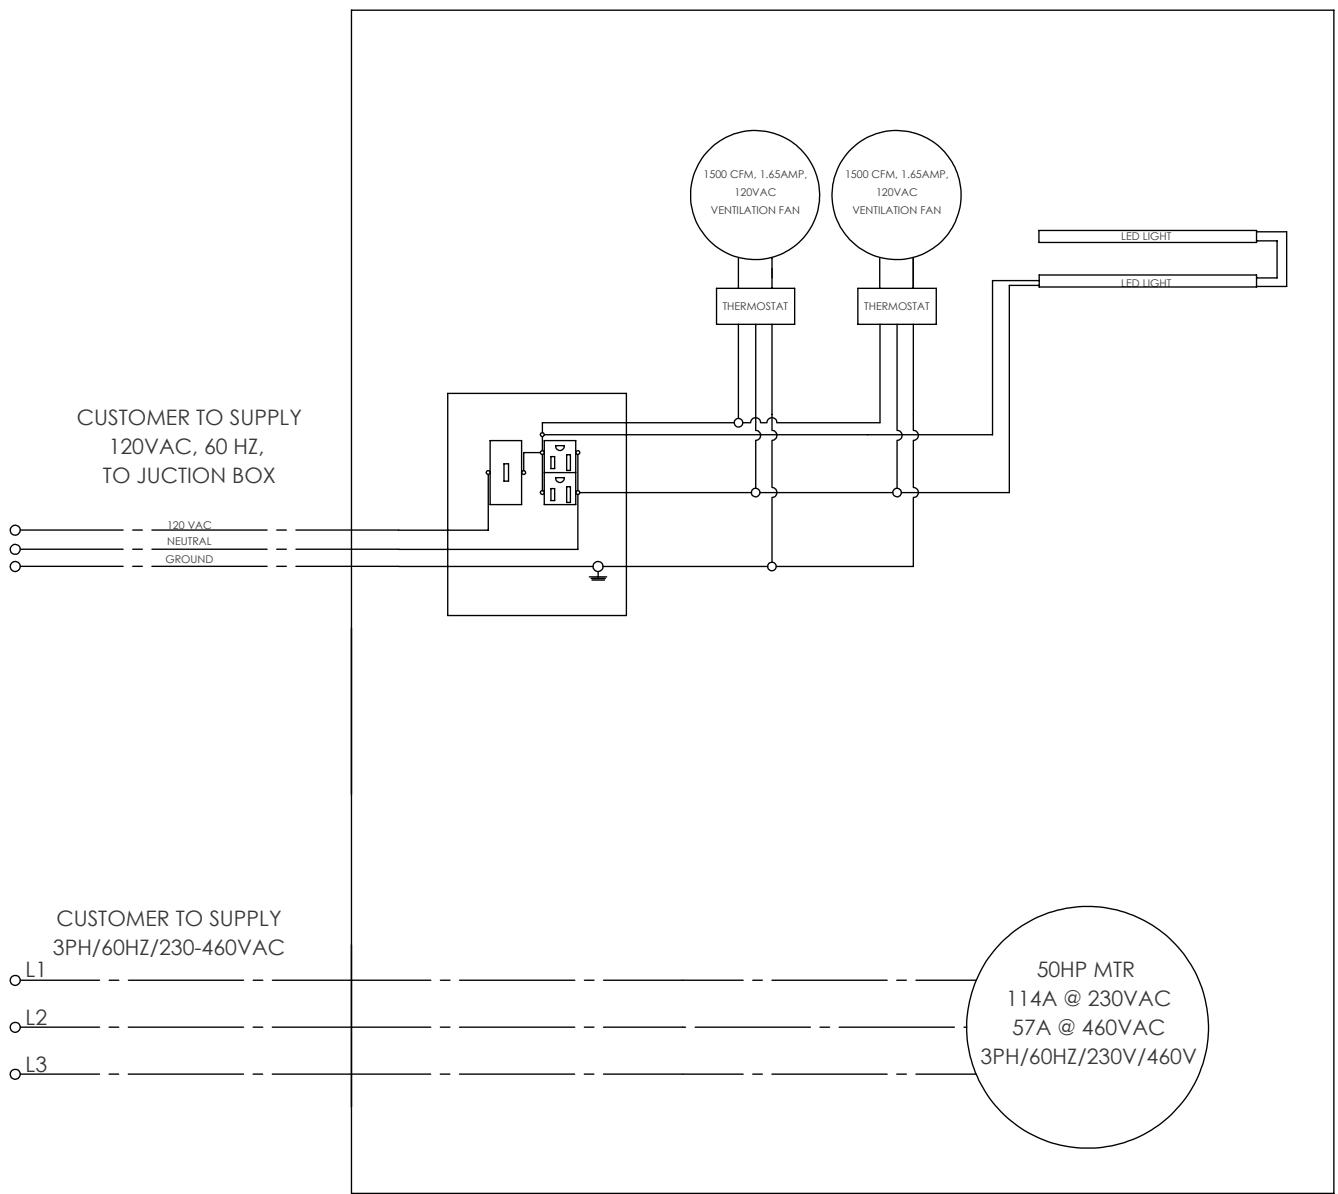 1500 CFM, 1.65AMP,
120VAC
VENTILATION FAN
1500 CFM, 1.65AMP,
120VAC
VENTILATION FAN
LED LIGHT
LED LIGHT
THERMOSTAT
THERMOSTAT
CUSTOMER TO SUPPLY
120VAC, 60 HZ,
TO JUCTION BOX
120 VAC
NEUTRAL
GROUND
CUSTOMER TO SUPPLY
3PH/60HZ/230-460VAC
L1
L2
L3
50HP MTR
114A @ 230VAC
57A @ 460VAC
3PH/60HZ/230V/460V